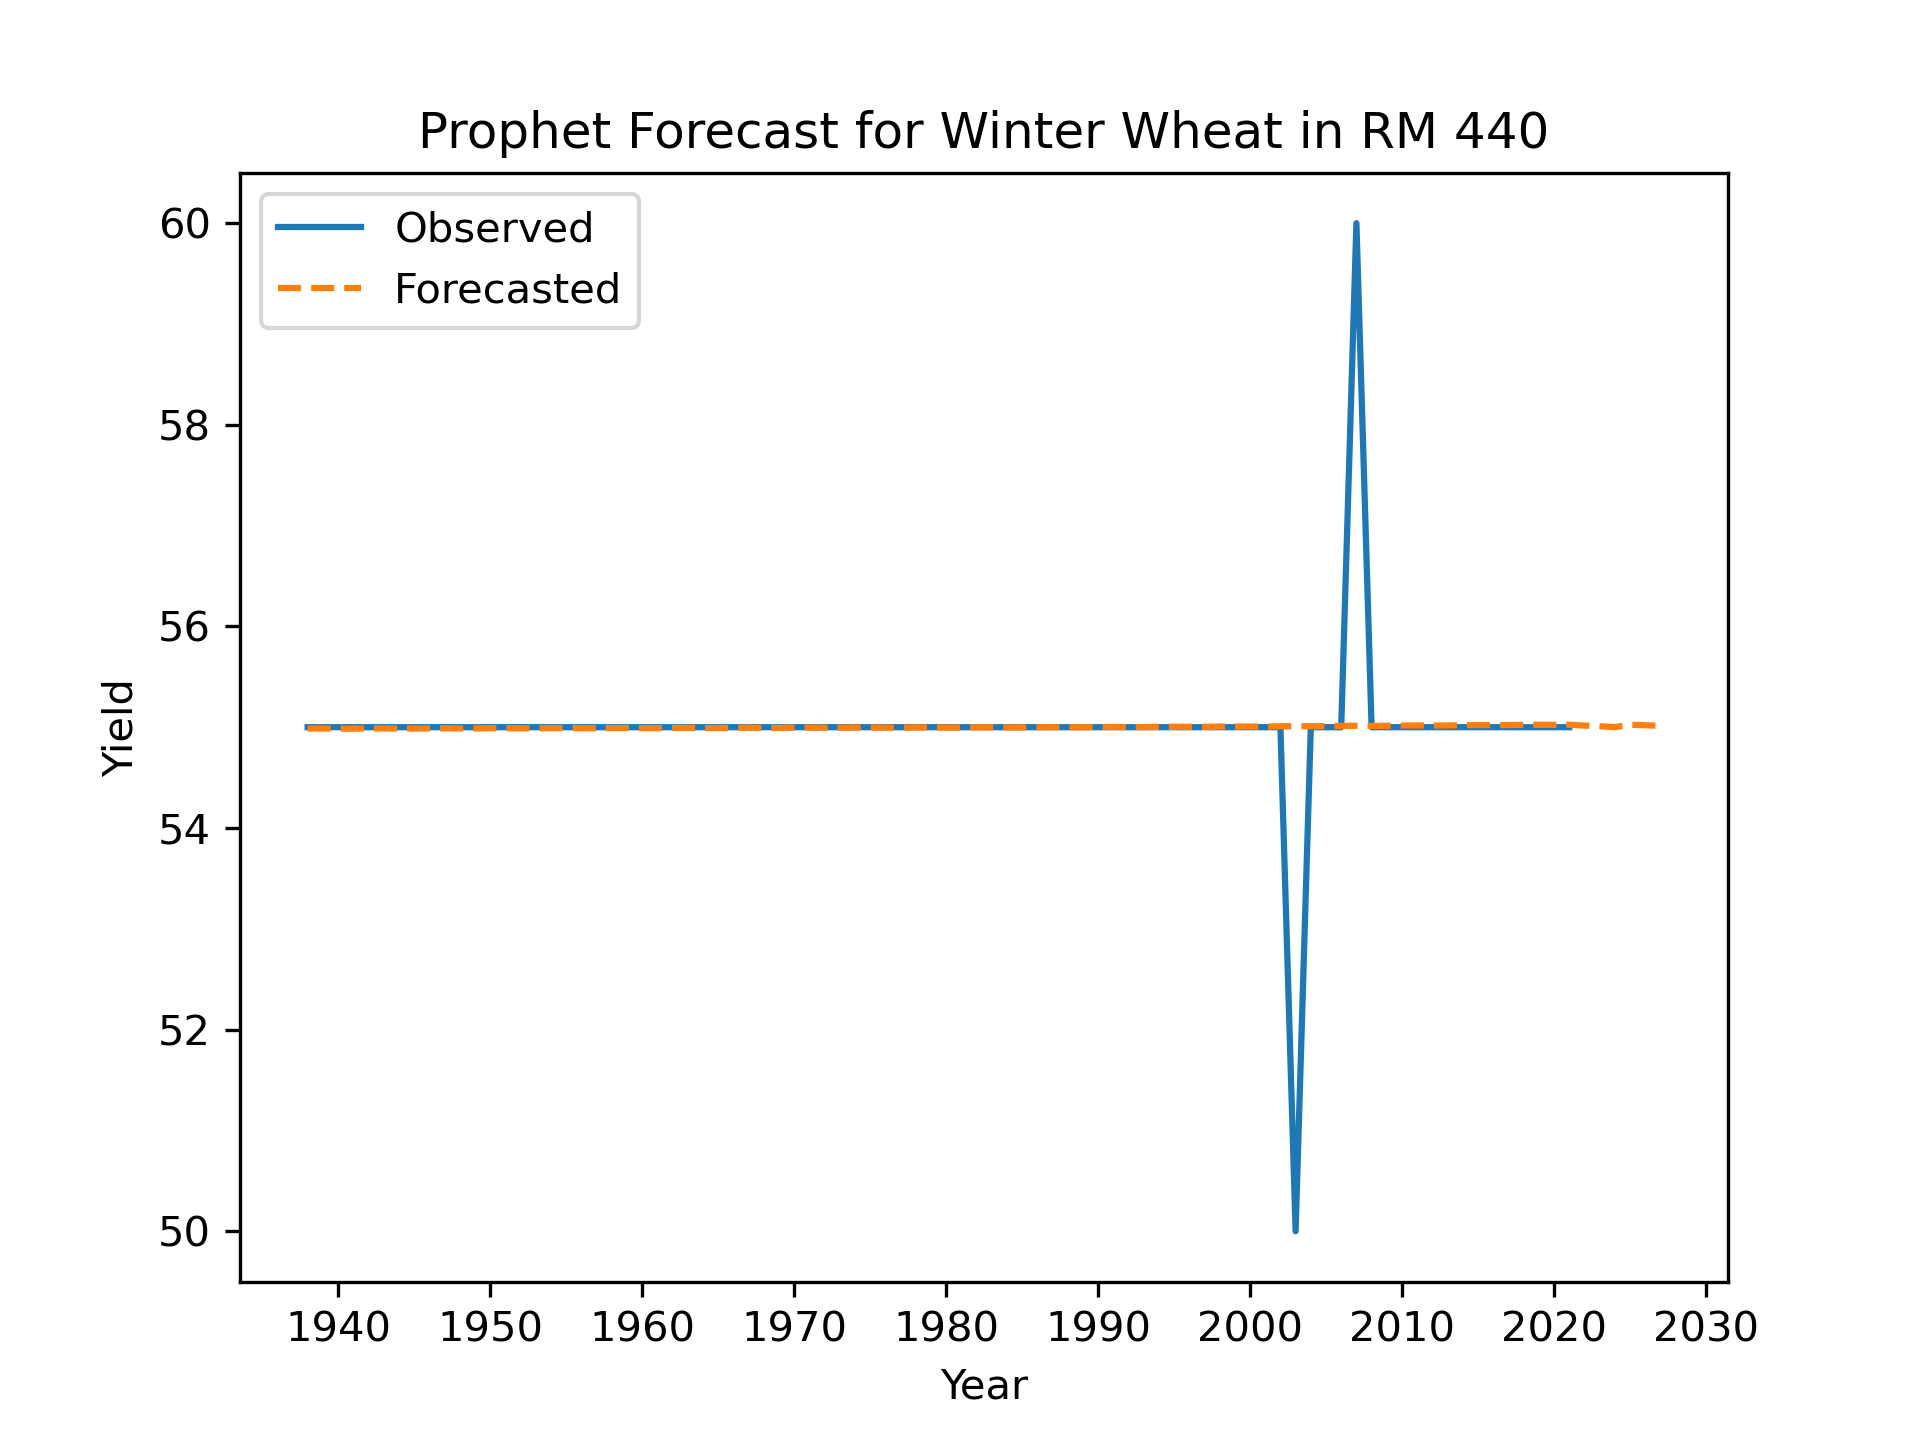 Prophet Forecast for Winter Wheat in RM 440
Observed
Forecasted
60
58
56
54
52
50
Yield
1940 1950 1960 1970 1980 1990 2000 2010 2020 2030
Year